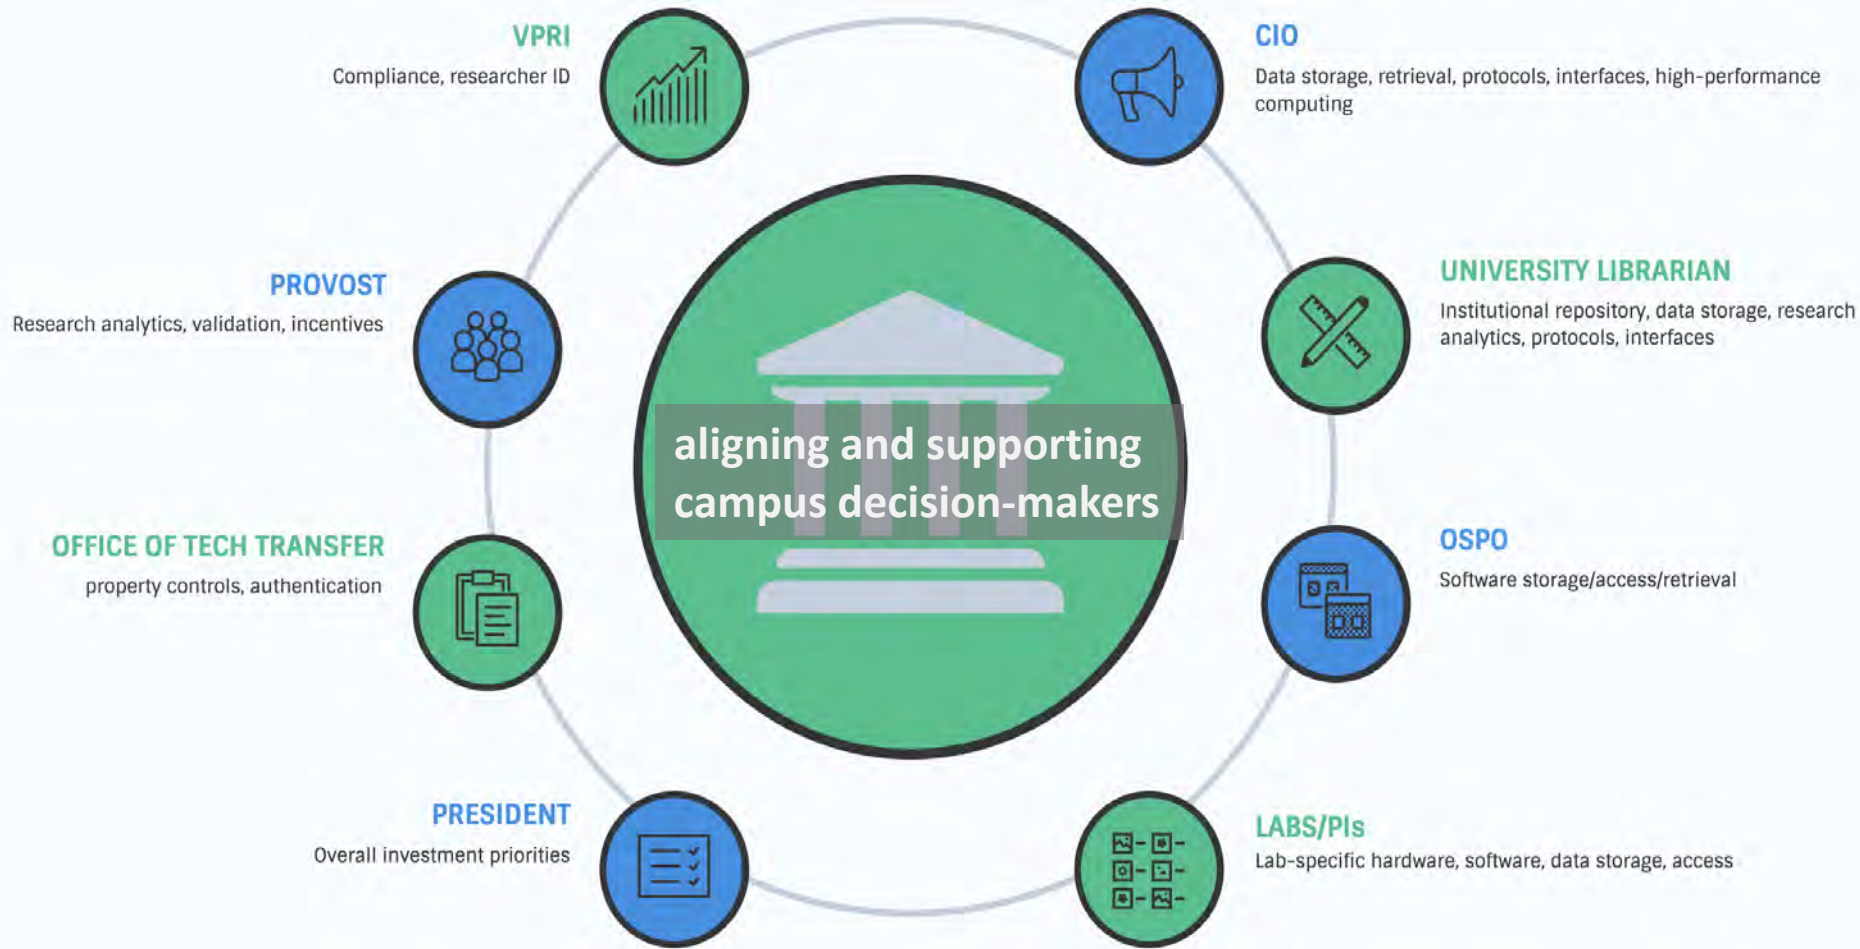 VPRI
Compliance, researcher ID
CIO
Data storage, retrieval, protocols, interfaces, high-performance
computing
PROVOST
Research analytics, validation, incentives
UNIVERSITY LIBRARIAN
Institutional repository, data storage, research
analytics, protocols, interfaces
aligning and supporting
campus decision-makers
OFFICE OF TECH TRANSFER
property controls, authentication
OSPO
Software storage/access/retrieval
PRESIDENT
Overall investment priorities
LABS/PIs
Lab-specific hardware, software, data storage, access